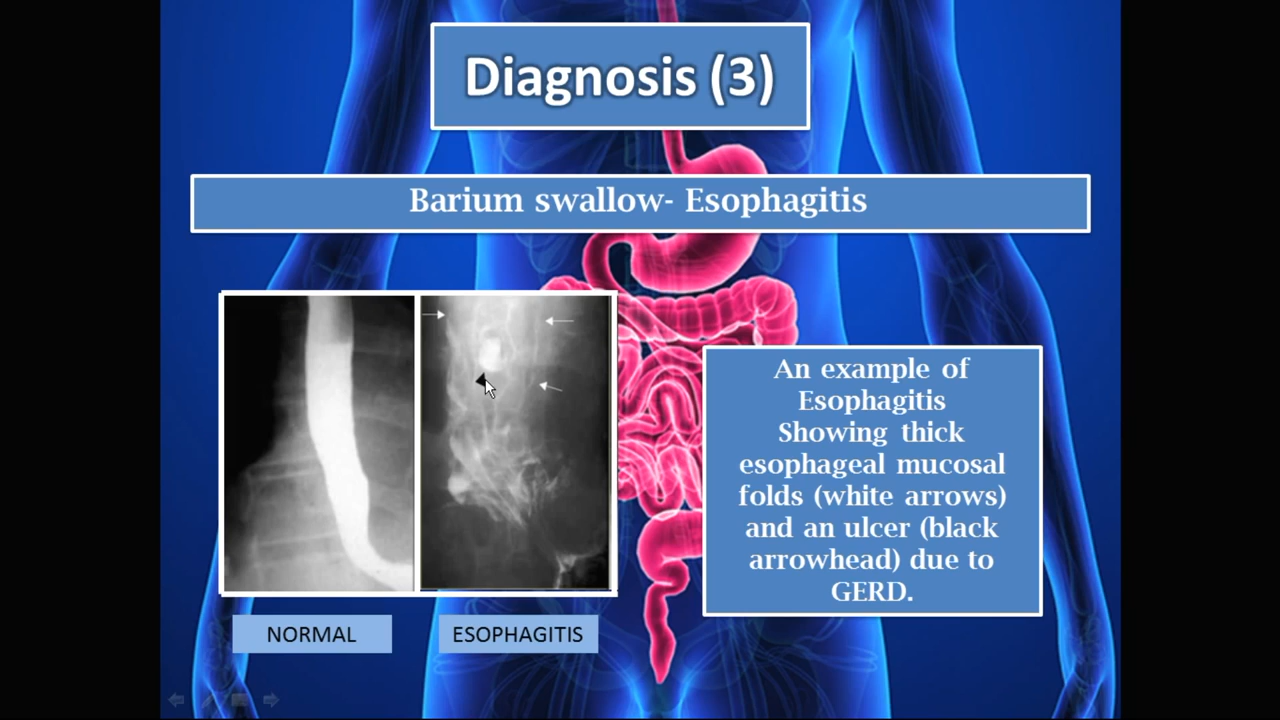 Diagnosis (3)
Barium swallow- Esophagitis
An example of
Esophagitis
Showing thick
esophageal mucosal
folds (white arrows)
and an ulcer (black
arrowhead) due to
GERD.
NORMAL
ESOPHAGITIS